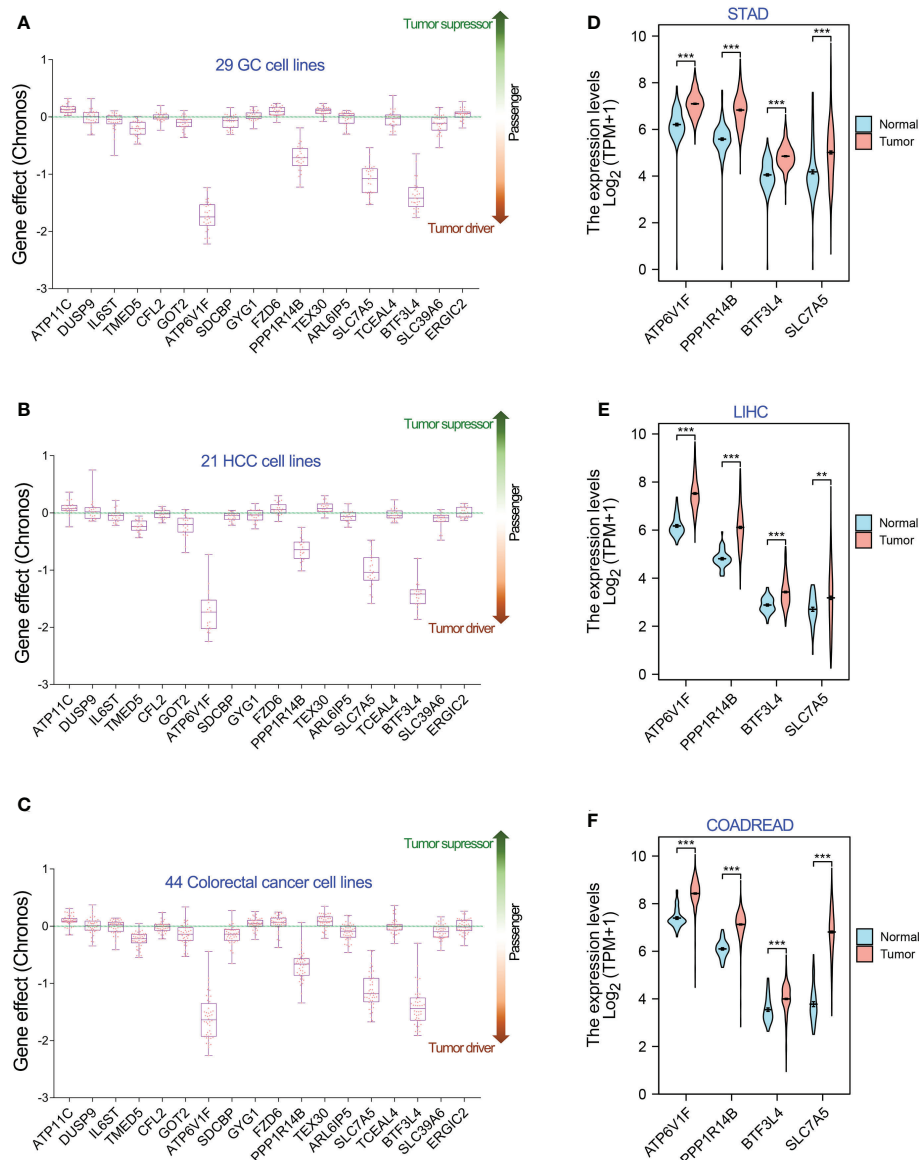 A
Tumor supressor
29 GC cell lines
Passenger
Gene effect (Chronos)
1
0
-1
-2
-3
Tumor driver
ATP11C
DUSP9
IL6ST
TMED5
CFL2
GOT2
ATP6V1F
SDCBP
GYG1
FZD6
PPP1R14B
TEX30
ARL6IP5
SLC7A5
TCEAL4
BTF3L4
SLC39A6
ERGIC2
D
STAD
The expression levels
Log2 (TPM+1)
10
8
6
4
2
0
***
***
***
***
Normal
Tumor
ATP6V1F
PPP1R14B
BTF3L4
SLC7A5
B
Tumor supressor
21 HCC cell lines
Passenger
Gene effect (Chronos)
1
0
-1
-2
-3
Tumor driver
ATP11C
DUSP9
IL6ST
TMED5
CFL2
GOT2
ATP6V1F
SDCBP
GYG1
FZD6
PPP1R14B
TEX30
ARL6IP5
SLC7A5
TCEAL4
BTF3L4
SLC39A6
ERGIC2
E
LIHC
The expression levels
Log2 (TPM+1)
10
8
6
4
2
0
***
***
***
**
Normal
Tumor
ATP6V1F
PPP1R14B
BTF3L4
SLC7A5
C
Tumor supressor
44 Colorectal cancer cell lines
Passenger
Gene effect (Chronos)
1
0
-1
-2
-3
Tumor driver
ATP11C
DUSP9
IL6ST
TMED5
CFL2
GOT2
ATP6V1F
SDCBP
GYG1
FZD6
PPP1R14B
TEX30
ARL6IP5
SLC7A5
TCEAL4
BTF3L4
SLC39A6
ERGIC2
F
COADREAD
The expression levels
Log2 (TPM+1)
10
8
6
4
2
0
***
***
***
***
Normal
Tumor
ATP6V1F
PPP1R14B
BTF3L4
SLC7A5